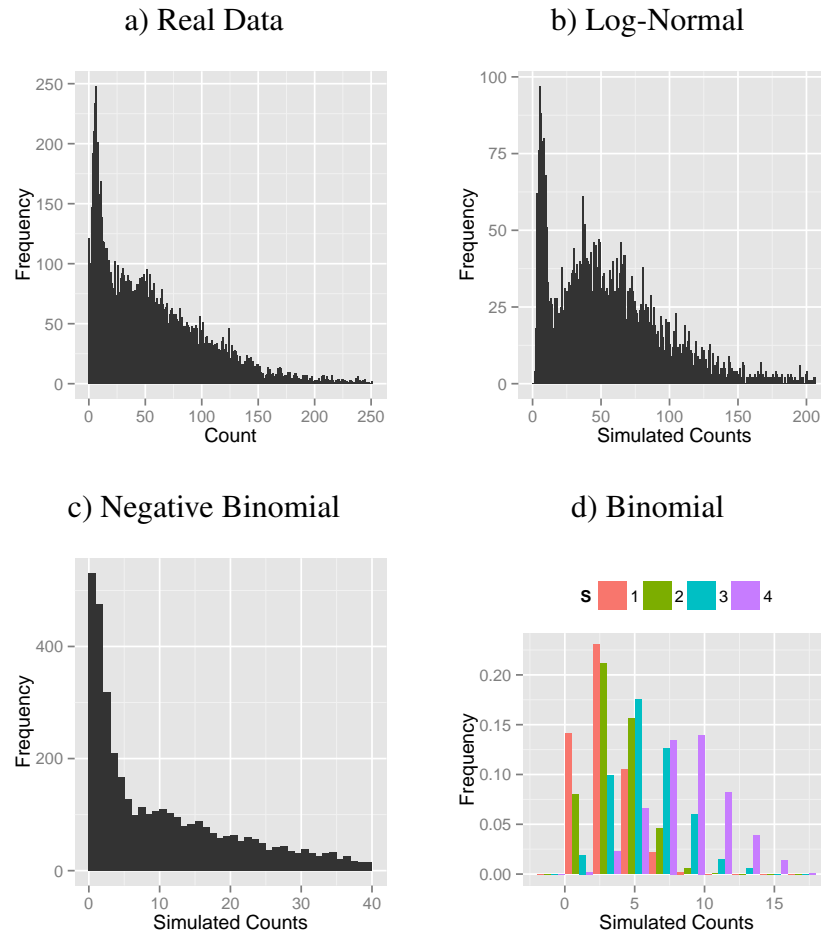 a) Real Data
250
200
150
100
50
0
Frequency
0 50 100 150 200 250
Count
b) Log-Normal
100
75
50
25
0
Frequency
0 50 100 150 200
Simulated Counts
c) Negative Binomial
400
200
0
Frequency
0 10 20 30 40
Simulated Counts
d) Binomial
S 1 2 3 4
0.20
0.15
0.10
0.05
0.00
Frequency
0 5 10 15
Simulated Counts